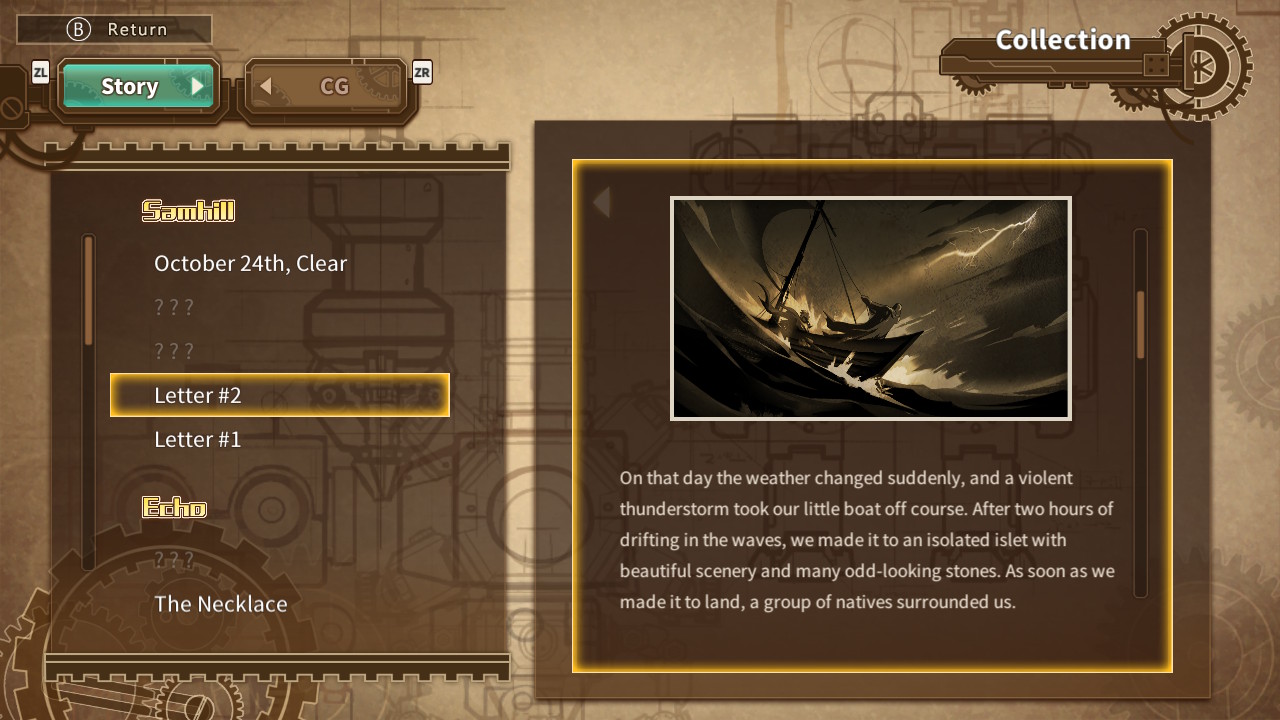 B Return
Collection
ZL
Story
CG
ZR
Samhill
October 24th, Clear
? ? ?
? ? ?
Letter #2
Letter #1
Echo
? ? ?
The Necklace
On that day the weather changed suddenly, and a violent
thunderstorm took our little boat off course. After two hours of
drifting in the waves, we made it to an isolated islet with
beautiful scenery and many odd-looking stones. As soon as we
made it to land, a group of natives surrounded us.